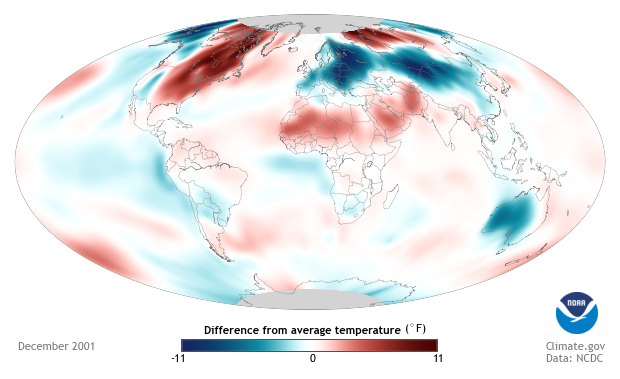 NOAA
Difference from average temperature (°F)
-11 0 11
December 2001
Climate.gov
Data: NCDC